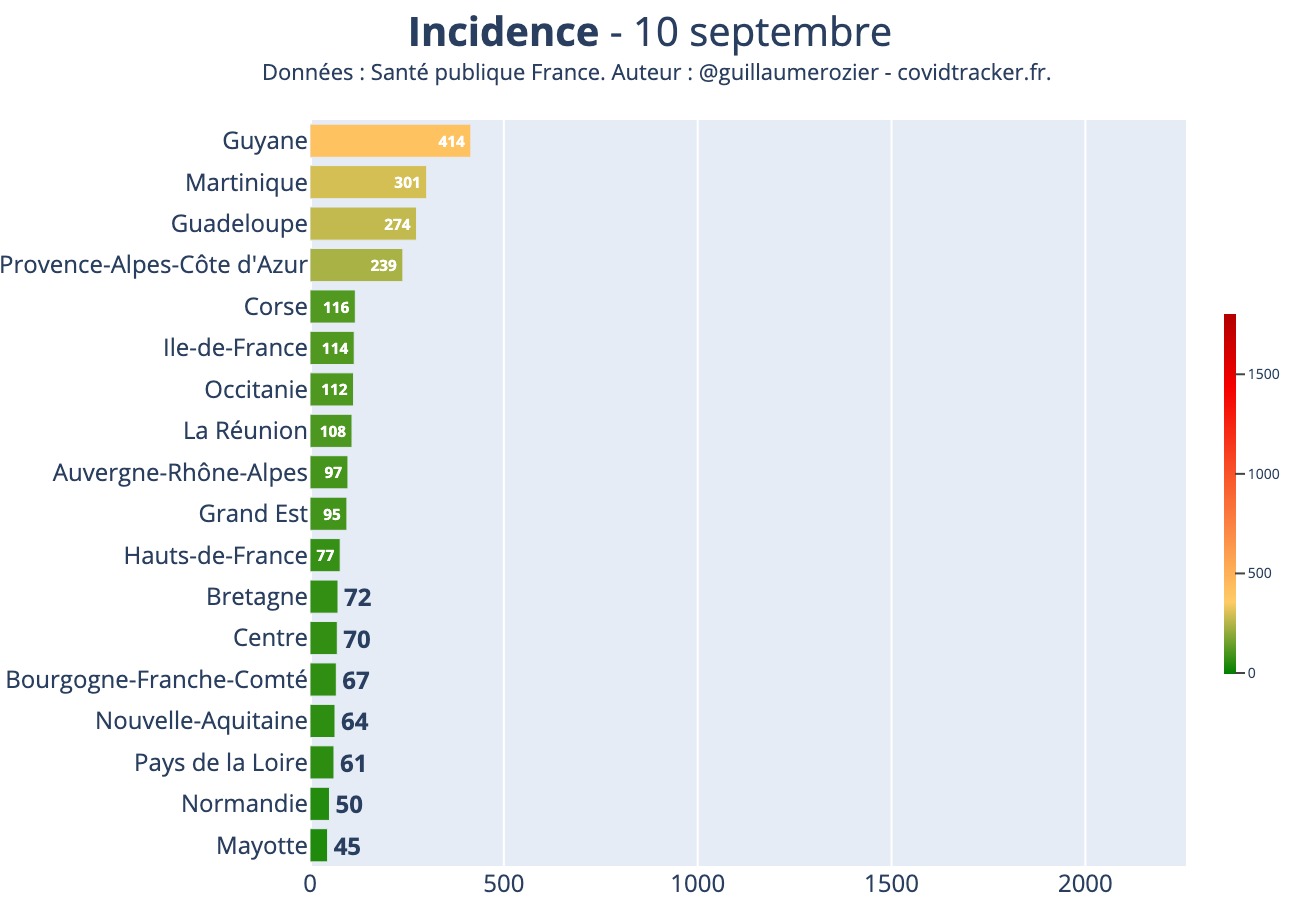 Incidence - 10 septembre
Données : Santé publique France. Auteur : @guillaumerozier - covidtracker.fr.
Guyane 414
Martinique 301
Guadeloupe 274
Provence-Alpes-Côte d'Azur 239
Corse 116
Ile-de-France 114
Occitanie 112
La Réunion 108
Auvergne-Rhône-Alpes 97
Grand Est 95
Hauts-de-France 77
Bretagne 72
Centre 70
Bourgogne-Franche-Comté 67
Nouvelle-Aquitaine 64
Pays de la Loire 61
Normandie 50
Mayotte 45
0 500 1000 1500 2000
1500
1000
500
0